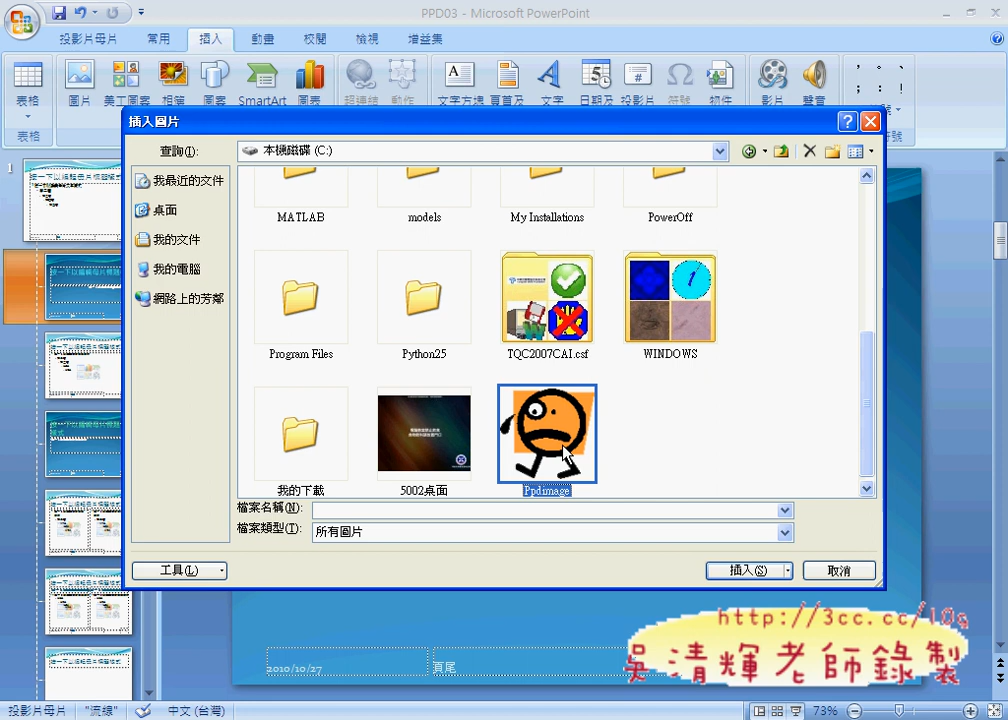 PPD03 - Microsoft PowerPoint
投影片母片
常用
插入
動畫
校閱
檢視
增益集
表格
圖片
美工圖案
相簿
圖案
SmartArt
圖表
超連結
動作
文字方塊
頁首及
文字
日期及
投影片
符號
物件
影片
聲音
表格
插入圖片
查詢(I):
本機磁碟 (C:)
我最近的文件
桌面
我的文件
我的電腦
網路上的芳鄰
MATLAB
models
My Installations
PowerOff
Program Files
Python25
TQC2007CAI.csf
WINDOWS
我的下載
5002桌面
Ppdimage
檔案名稱(N):
檔案類型(T):
所有圖片
工具(L)
插入(S)
取消
1
2010/10/27
頁尾
http://3cc.cc/10q
吳清輝老師錄製
投影片母片
"流線"
中文 (台灣)
73%